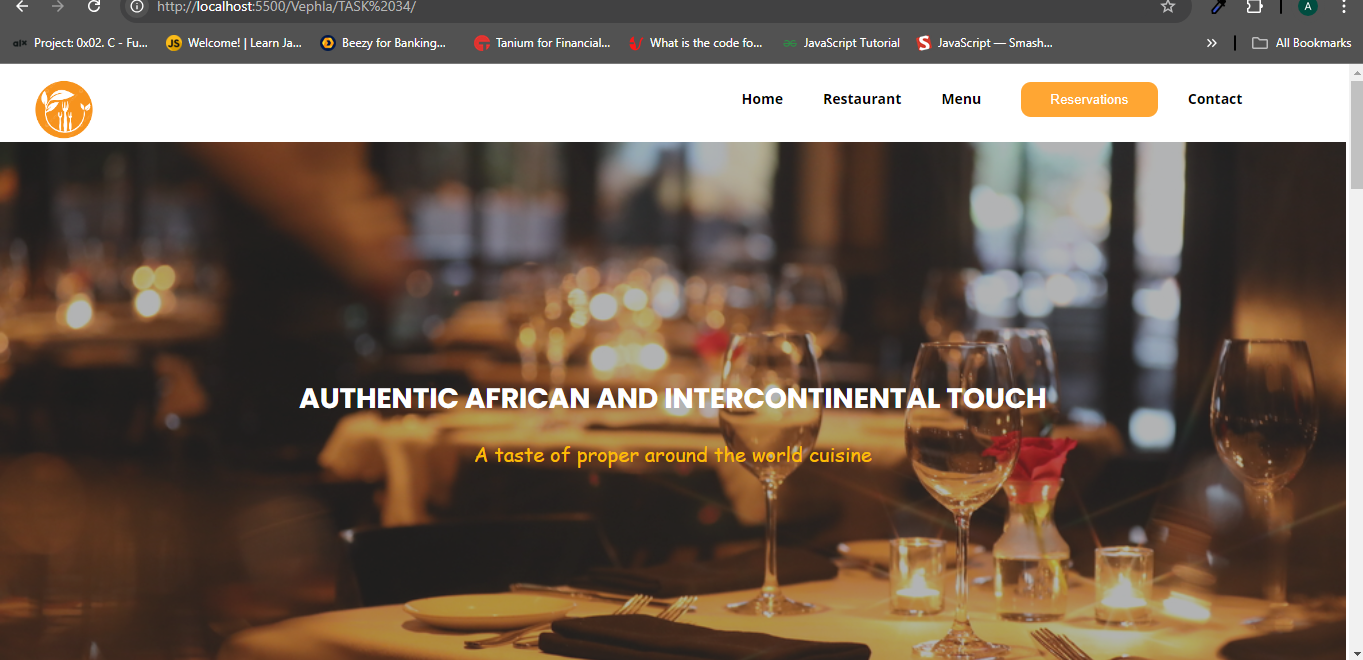 http://localhost:5500/Vephla/TASK%2034/
A
alx Project: 0x02. C - Fu...
JS Welcome! | Learn Ja...
Beezy for Banking...
Tanium for Financial...
What is the code fo...
JavaScript Tutorial
S JavaScript — Smash...
All Bookmarks
Home
Restaurant
Menu
Reservations
Contact
AUTHENTIC AFRICAN AND INTERCONTINENTAL TOUCH
A taste of proper around the world cuisine